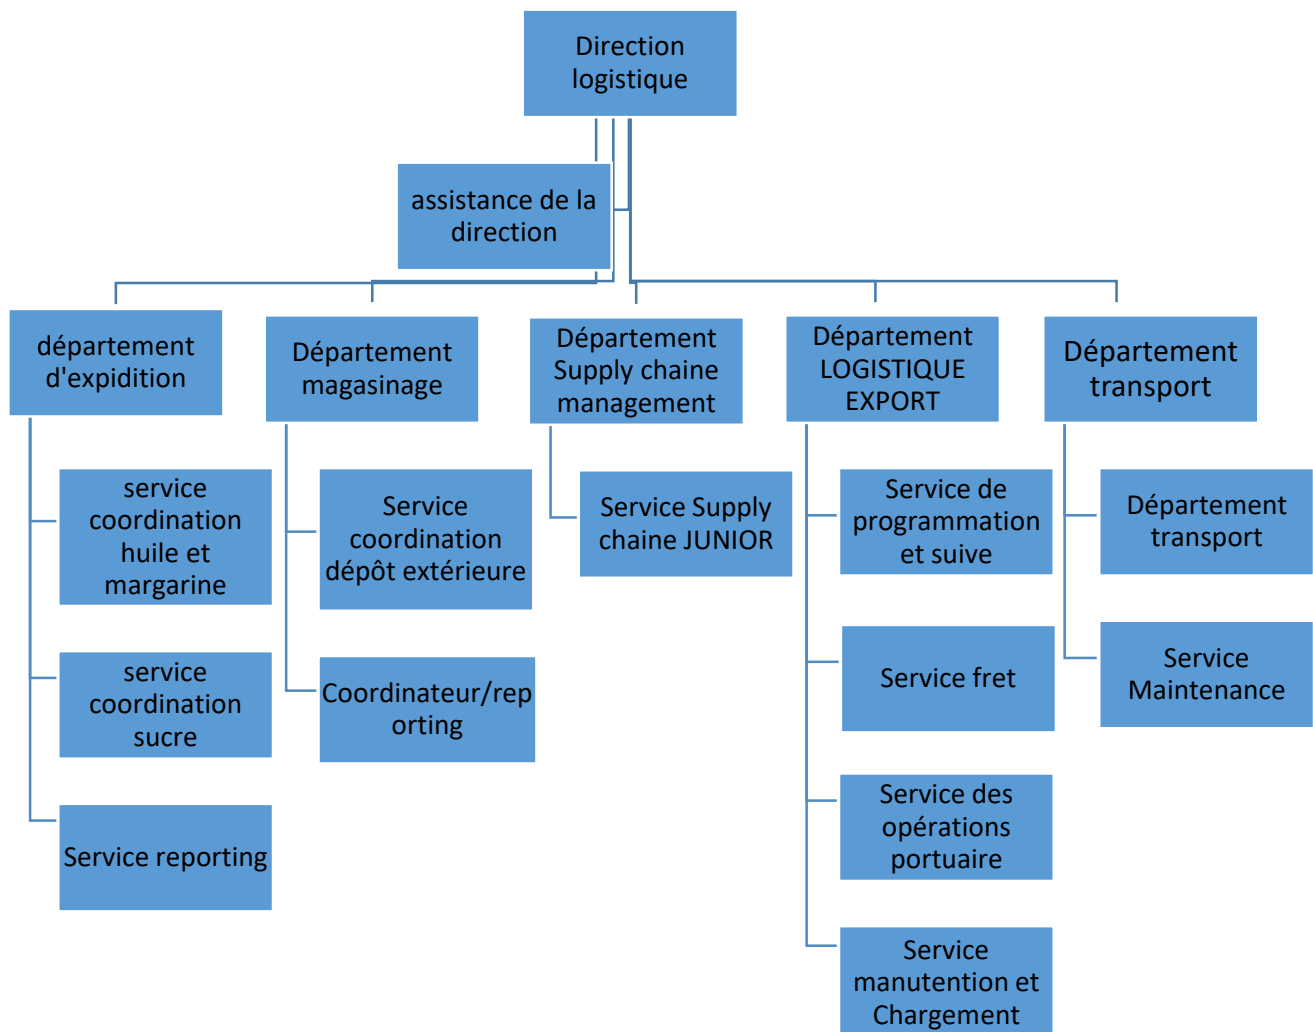 Direction
logistique
assistance de la
direction
département
d'expidition
Département
magasinage
Département
Supply chaine
management
Département
LOGISTIQUE
EXPORT
Département
transport
service
coordination
huile et
margarine
service
coordination
sucre
Service reporting
Service
coordination
dépôt extérieure
Coordinateur/rep
orting
Service Supply
chaine JUNIOR
Service de
programmation
et suive
Service fret
Service des
opérations
portuaire
Service
manutention et
Chargement
Département
transport
Service
Maintenance